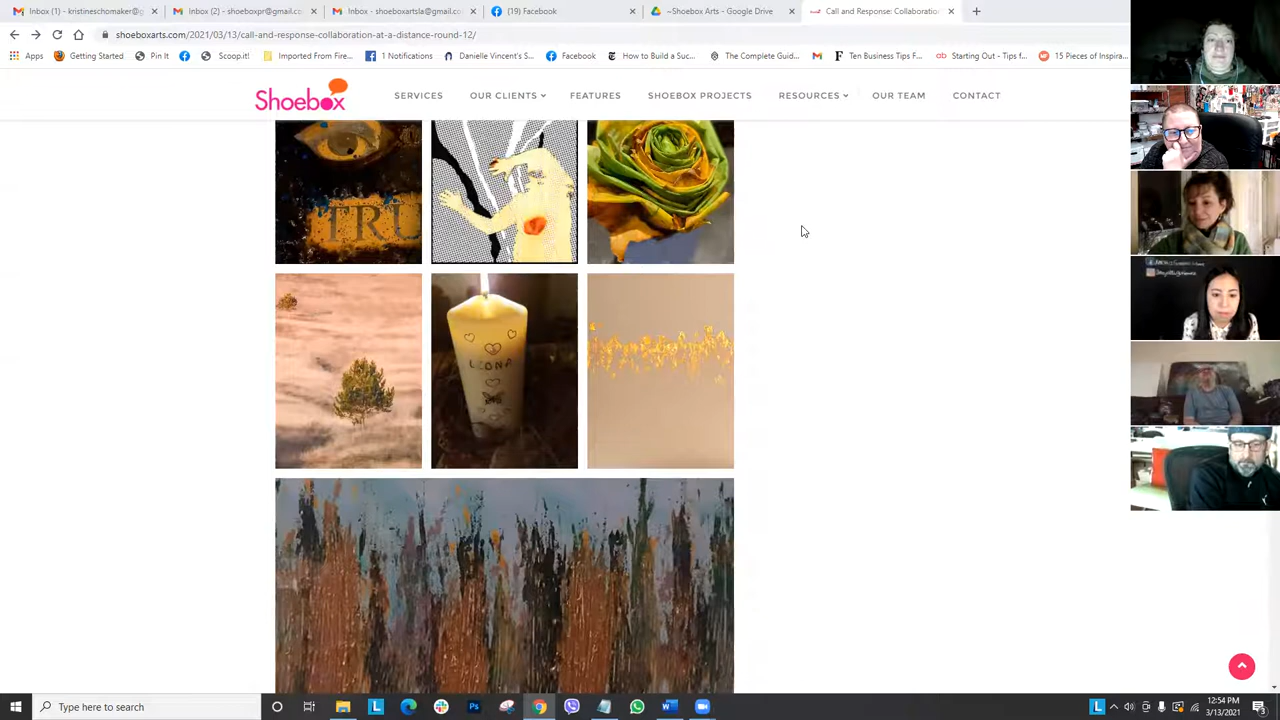 Inbox (1) - kristineschomaker@g
Inbox (2) - shoeboxpr@gmail.co
Inbox - shoeboxartsla@gmail.co
(19) Facebook
~Shoebox Arts - Google Drive
Call and Response: Collaboratio
shoeboxarts.com/2021/03/13/call-and-response-collaboration-at-a-distance-round-12/
Apps
Getting Started
Pin It
Scoop.it!
Imported From Fire...
1 Notifications
Danielle Vincent's S...
Facebook
How to Build a Suc...
The Complete Guid...
Ten Business Tips F...
Starting Out - Tips f...
15 Pieces of Inspira...
Shoebox
SERVICES
OUR CLIENTS
FEATURES
SHOEBOX PROJECTS
RESOURCES
OUR TEAM
CONTACT
TRU
LEONA
Type here to search
12:54 PM
3/13/2021